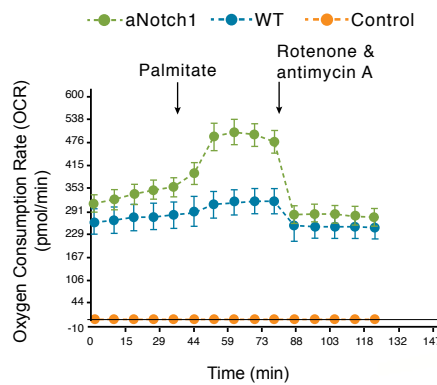 aNotch1 WT Control
Palmitate
Rotenone &
antimycin A
Oxygen Consumption Rate (OCR)
(pmol/min)
600
538
476
415
353
291
229
167
106
44
-10
0 15 29 44 59 73 88 103 118 132 147
Time (min)